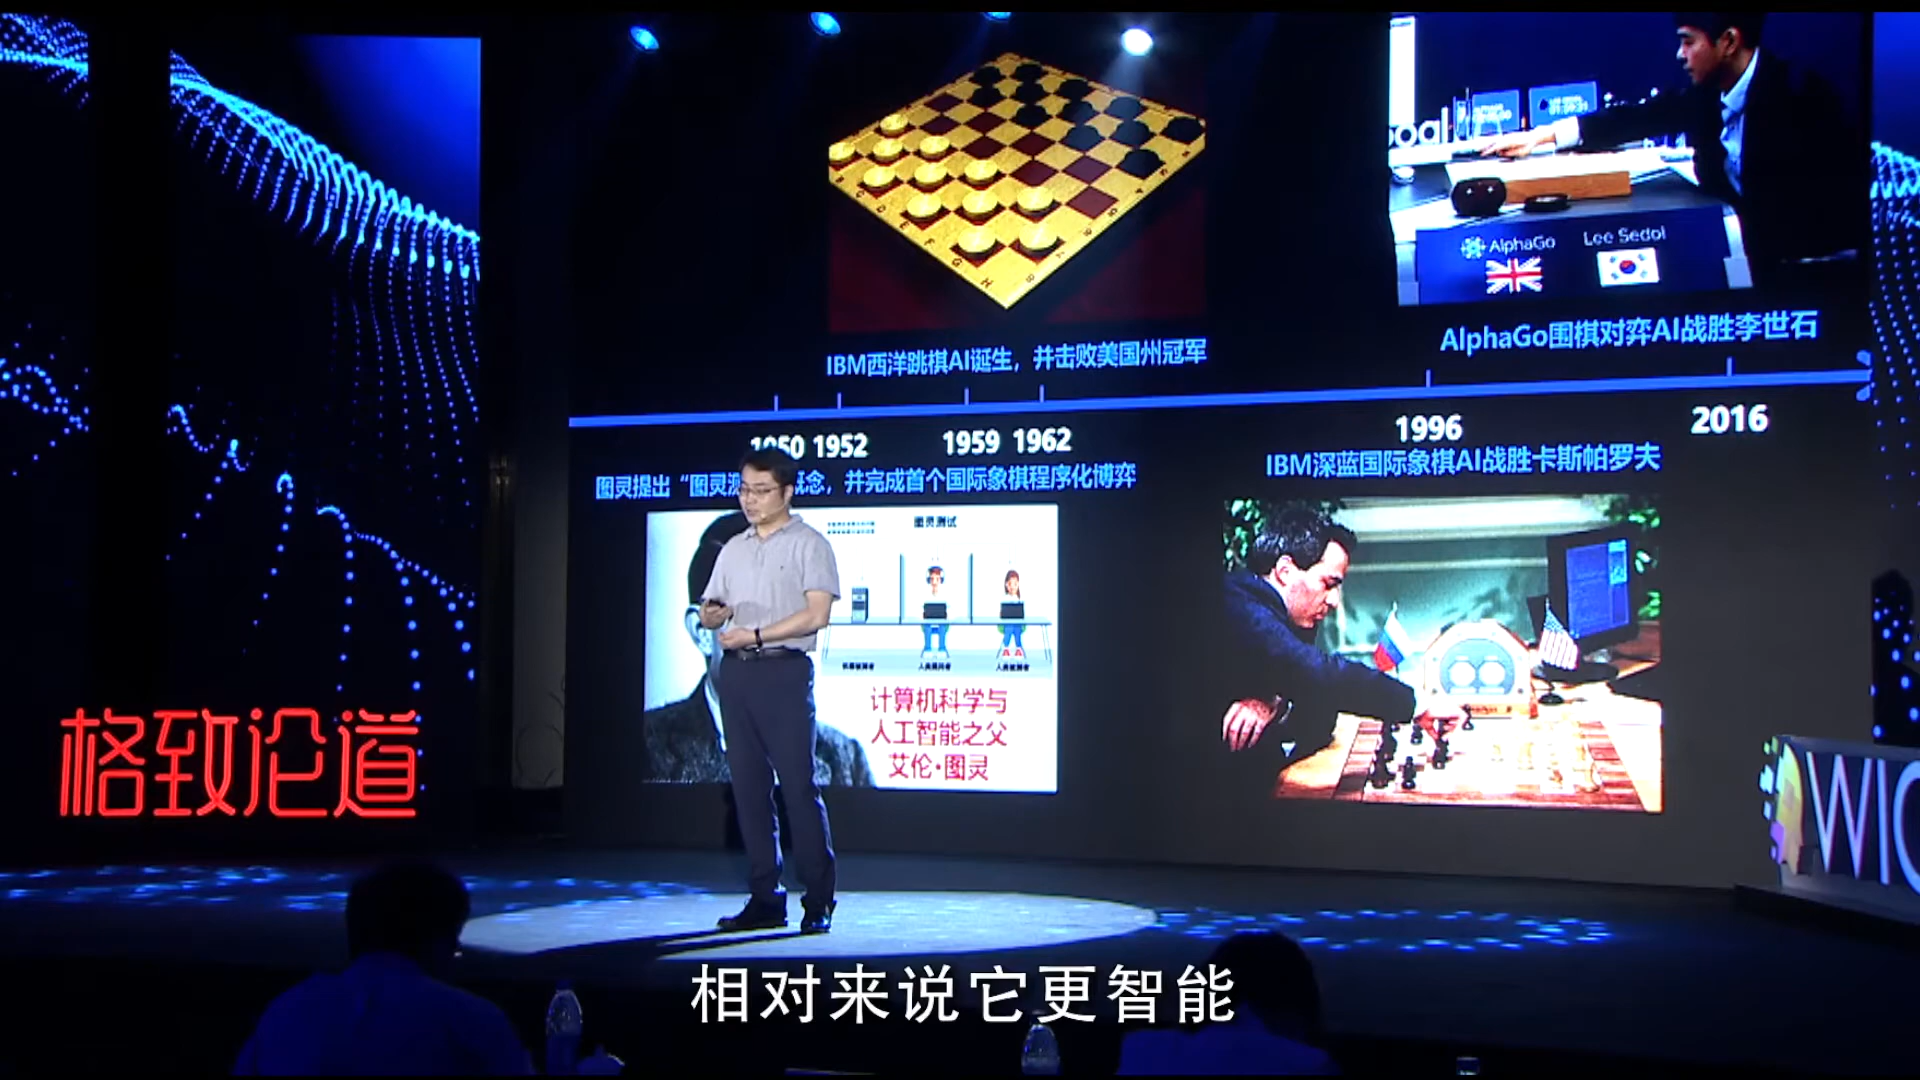 oal
AlphaGo
Lee Sedol
AlphaGo围棋对弈AI战胜李世石
IBM西洋跳棋AI诞生，并击败美国州冠军
1950 1952
1959 1962
1996
2016
图灵提出“图灵测 概念，并完成首个国际象棋程序化博弈
IBM深蓝国际象棋AI战胜卡斯帕罗夫
图灵测试
计算机科学与
人工智能之父
艾伦·图灵
格致论道
WIC
相对来说它更智能